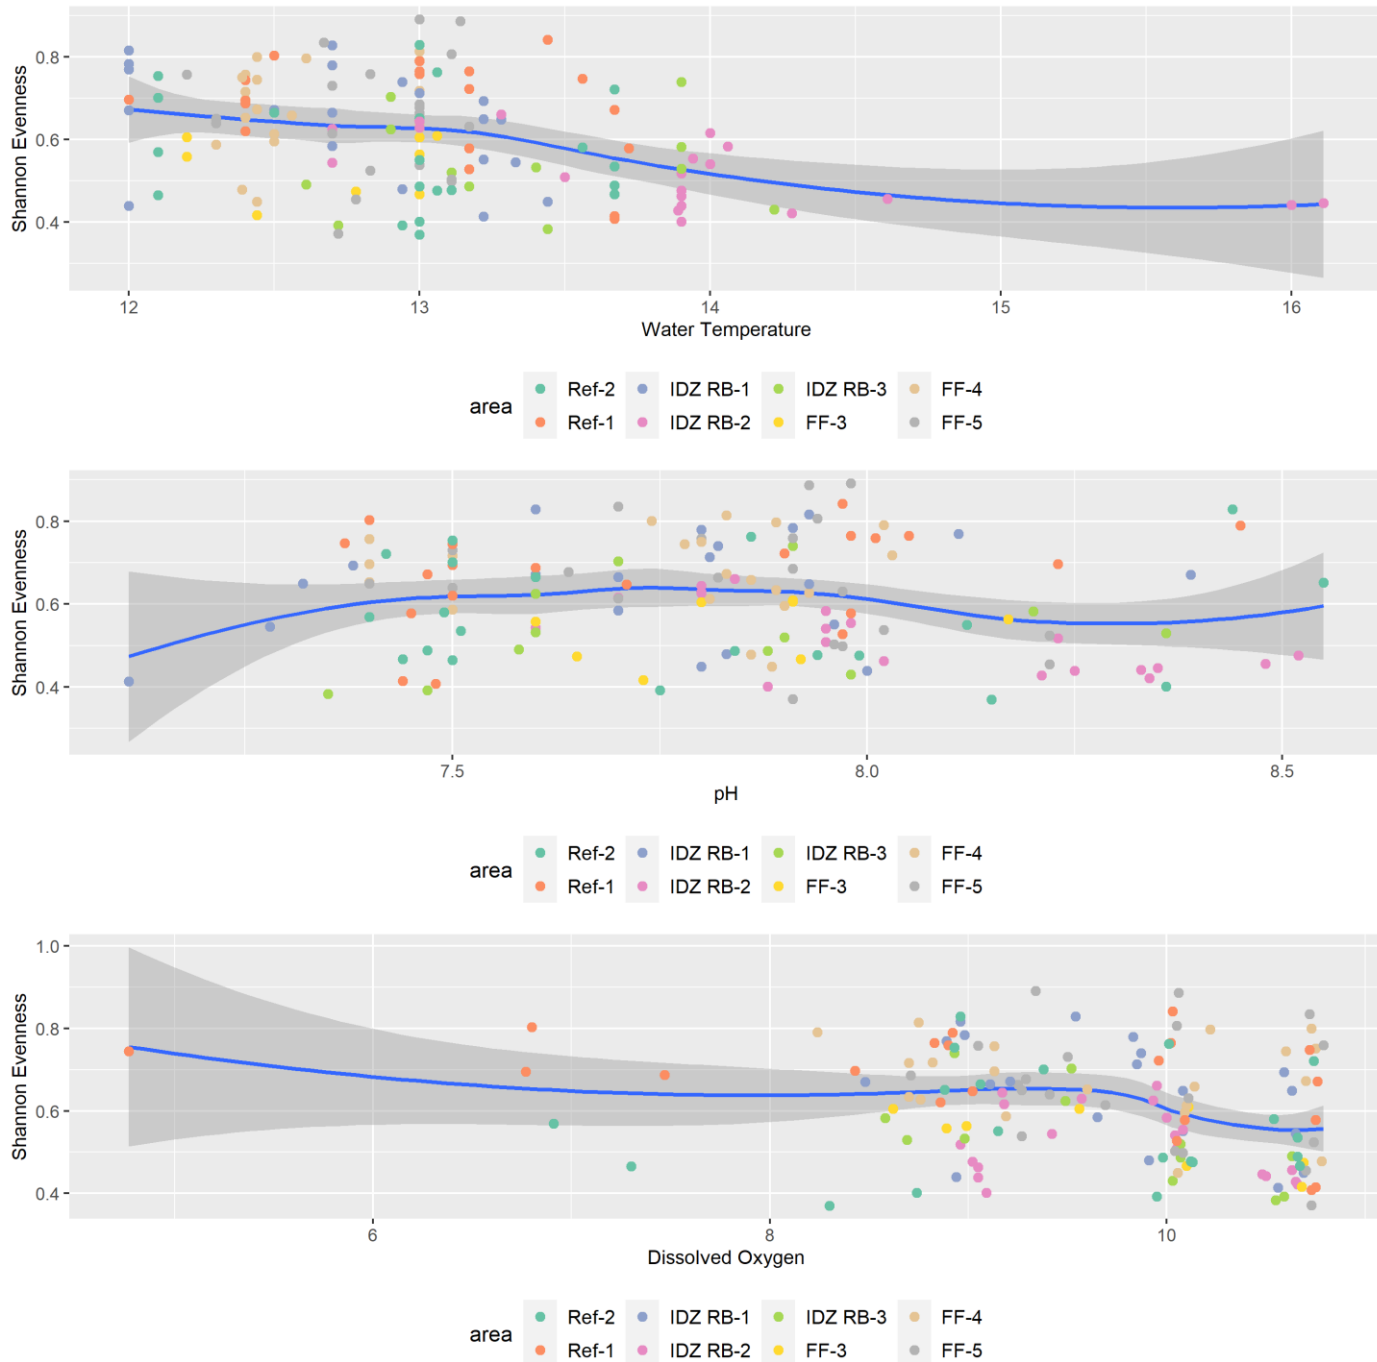 0.8
0.6
0.4
Shannon Evenness
12 13 14 15 16
Water Temperature
area
Ref-2 IDZ RB-1 IDZ RB-3 FF-4
Ref-1 IDZ RB-2 FF-3 FF-5
0.8
0.6
0.4
Shannon Evenness
7.5 8.0 8.5
pH
area
Ref-2 IDZ RB-1 IDZ RB-3 FF-4
Ref-1 IDZ RB-2 FF-3 FF-5
1.0
0.8
0.6
0.4
Shannon Evenness
6 8 10
Dissolved Oxygen
area
Ref-2 IDZ RB-1 IDZ RB-3 FF-4
Ref-1 IDZ RB-2 FF-3 FF-5